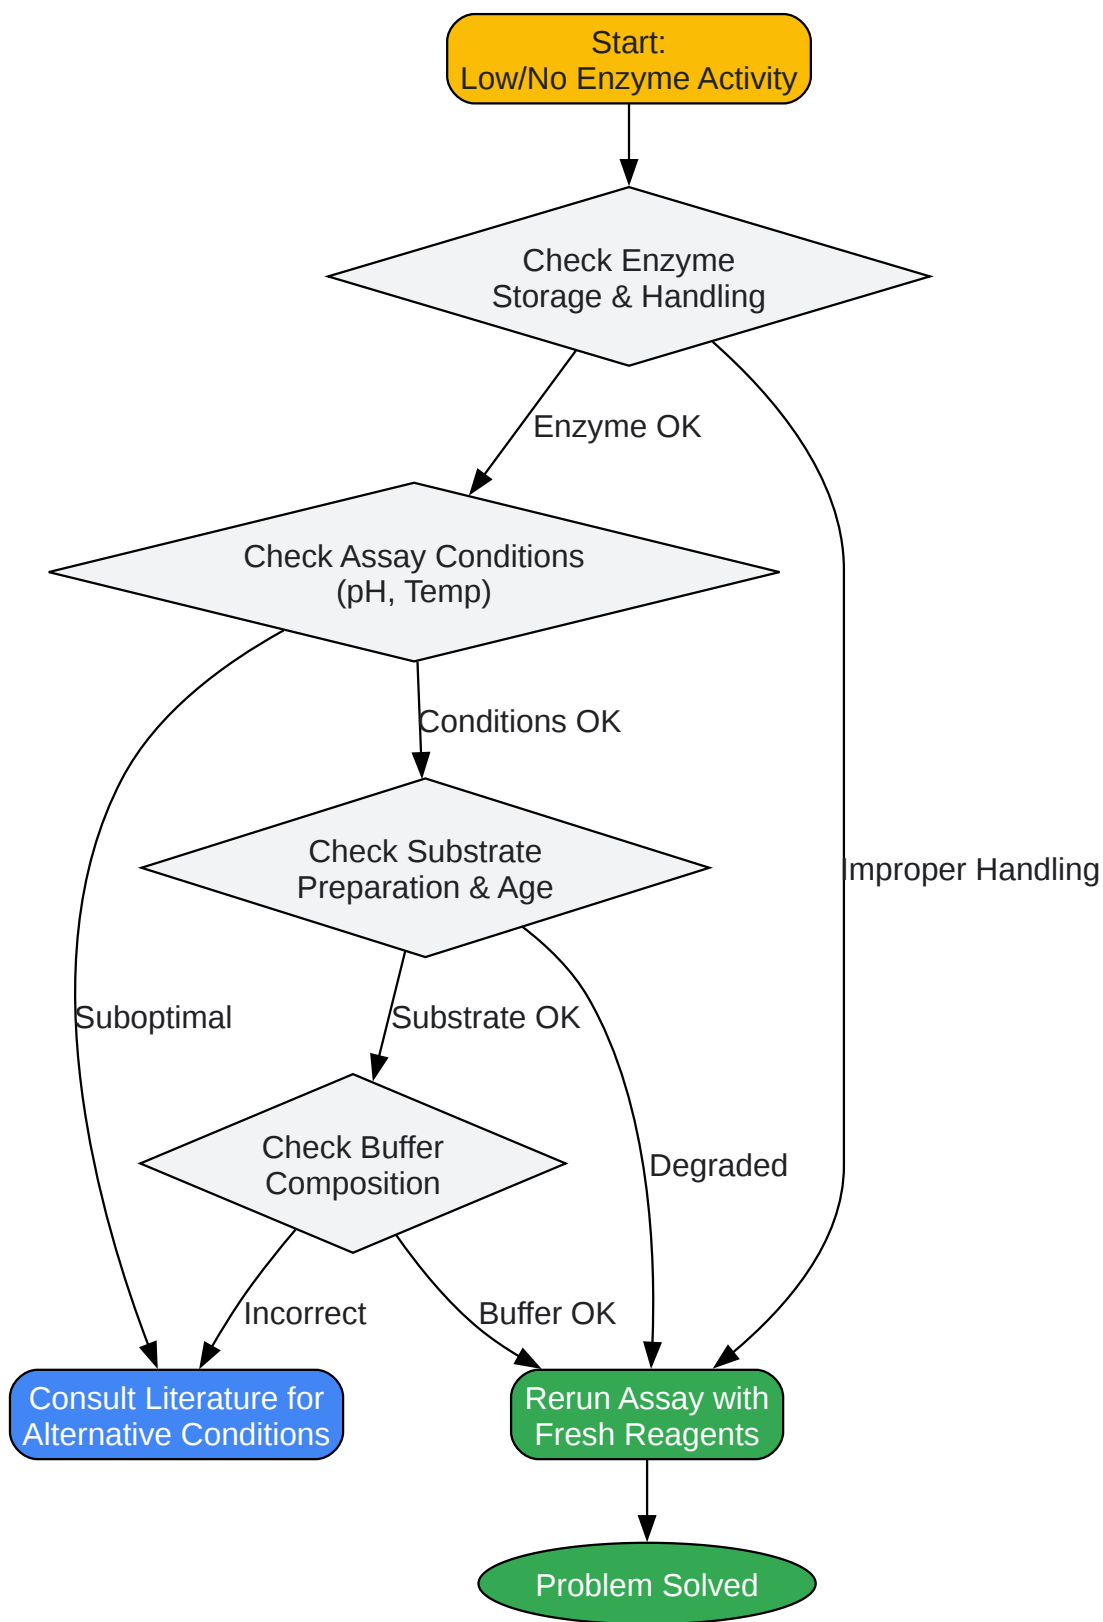 Start:
Low/No Enzyme Activity
Check Enzyme
Storage & Handling
Enzyme OK
Check Assay Conditions
(pH, Temp)
Conditions OK
Check Substrate
Preparation & Age
Improper Handling
Suboptimal
Substrate OK
Check Buffer
Composition
Degraded
Incorrect
Buffer OK
Consult Literature for
Alternative Conditions
Rerun Assay with
Fresh Reagents
Problem Solved